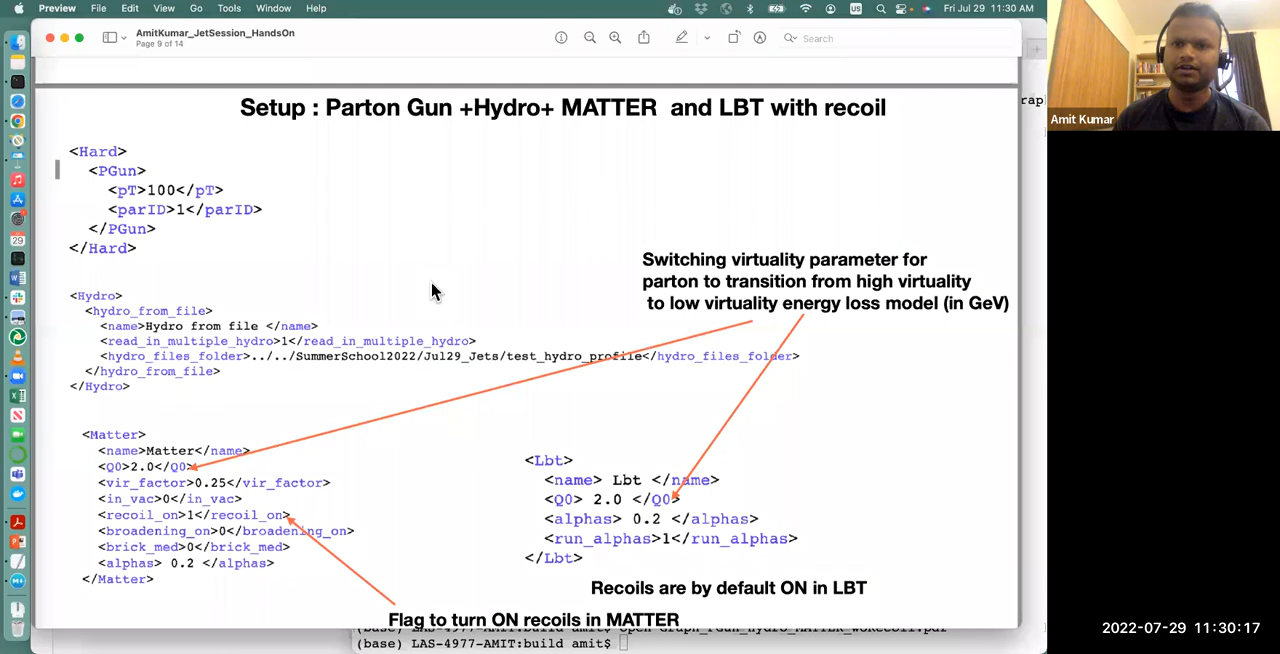 Preview File Edit View Go Tools Window Help
US
Fri Jul 29 11:30 AM
AmitKumar_JetSession_HandsOn
Page 9 of 14
Search
Setup : Parton Gun +Hydro+ MATTER and LBT with recoil
<Hard>
<PGun>
<pT>100</pT>
<parID>1</parID>
</PGun>
</Hard>
Switching virtuality parameter for
parton to transition from high virtuality
to low virtuality energy loss model (in GeV)
<Hydro>
<hydro_from_file>
<name>Hydro from file </name>
<read_in_multiple_hydro>1</read_in_multiple_hydro>
<hydro_files_folder>../../SummerSchool2022/Jul29_Jets/test_hydro_profile</hydro_files_folder>
</hydro_from_file>
</Hydro>
<Matter>
<name>Matter</name>
<Q0>2.0</Q0>
<vir_factor>0.25</vir_factor>
<in_vac>0</in_vac>
<recoil_on>1</recoil_on>
<broadening_on>0</broadening_on>
<brick_med>0</brick_med>
<alphas> 0.2 </alphas>
</Matter>
<Lbt>
<name> Lbt </name>
<Q0> 2.0 </Q0>
<alphas> 0.2 </alphas>
<run_alphas>1</run_alphas>
</Lbt>
Recoils are by default ON in LBT
Flag to turn ON recoils in MATTER
(base) LAS-4977-AMIT:build amit$
Amit Kumar
2022-07-29 11:30:17
29